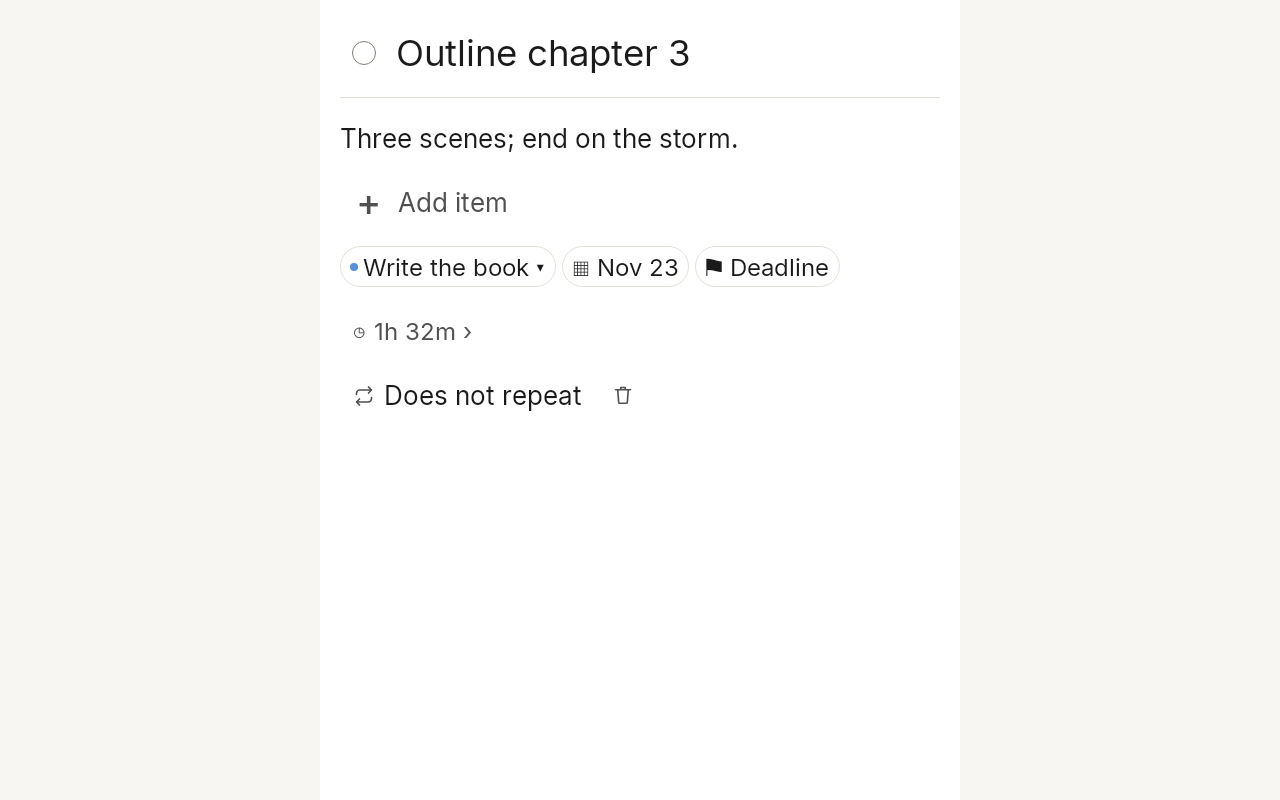 Outline chapter 3
Three scenes; end on the storm.
+ Add item
Write the book ▾ Nov 23 Deadline
1h 32m ›
Does not repeat